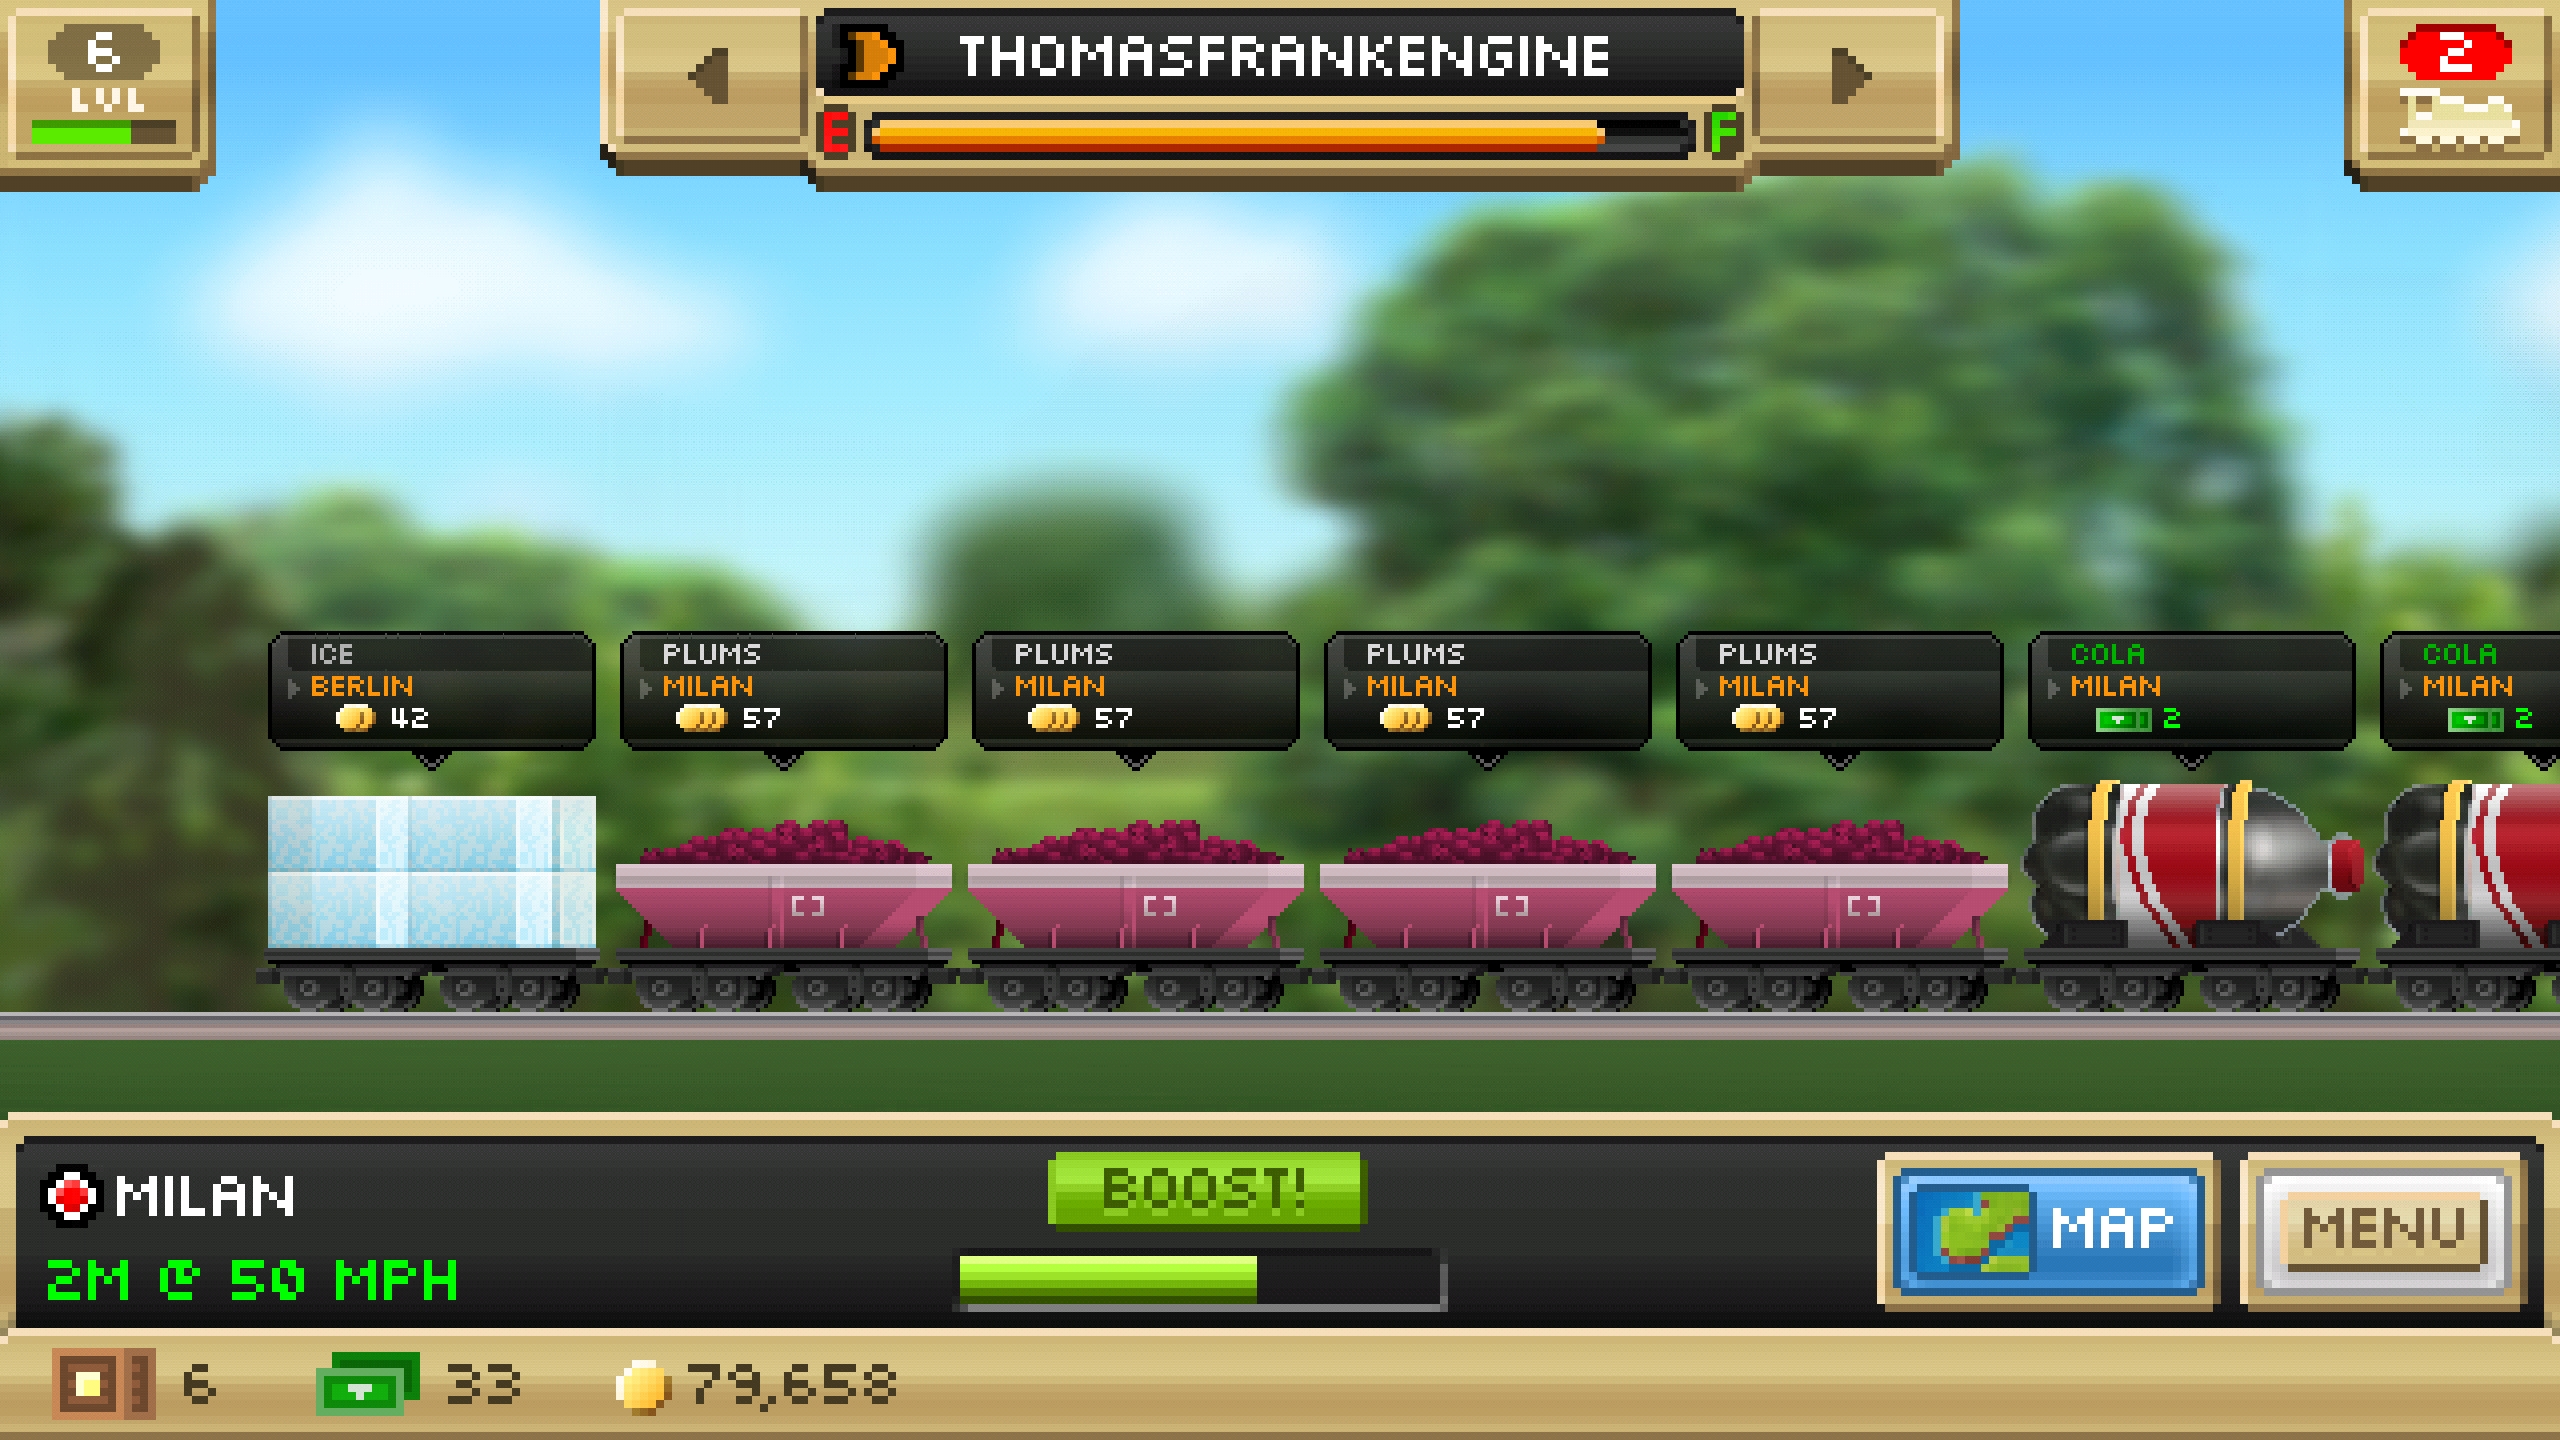 6
LVL
THOMASFRANKENGINE
E F
2
ICE
BERLIN
42
PLUMS
MILAN
57
PLUMS
MILAN
57
PLUMS
MILAN
57
PLUMS
MILAN
57
COLA
MILAN
2
COLA
MILAN
2
MILAN
2M @ 50 MPH
BOOST!
MAP
MENU
6 33 79,658